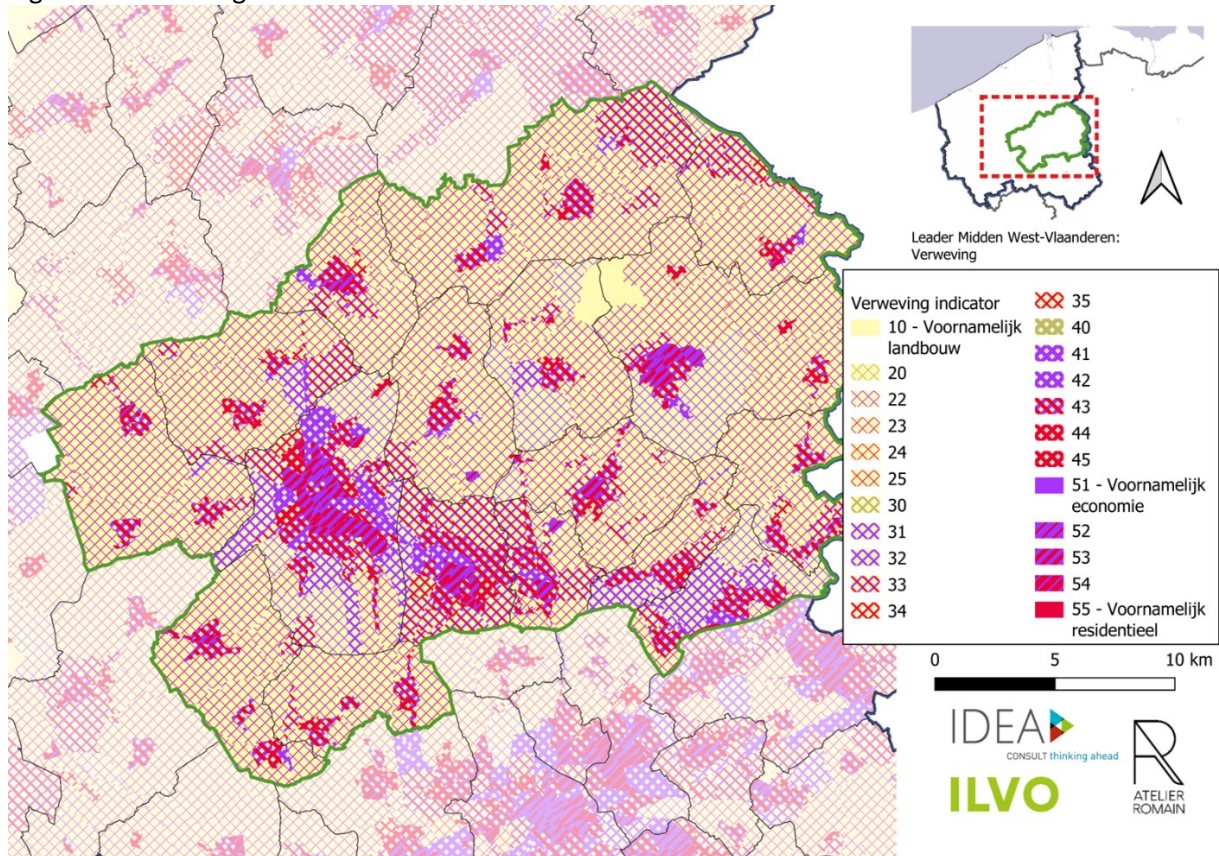 Leader Midden West-Vlaanderen:
Verweving
Verweving indicator
10 - Voornamelijk
landbouw
20
22
23
24
25
30
31
32
33
34
35
40
41
42
43
44
45
51 - Voornamelijk
economie
52
53
54
55 - Voornamelijk
residentieel
0 5 10 km
IDEA
CONSULT thinking ahead
ILVO
R
ATELIER
ROMAIN